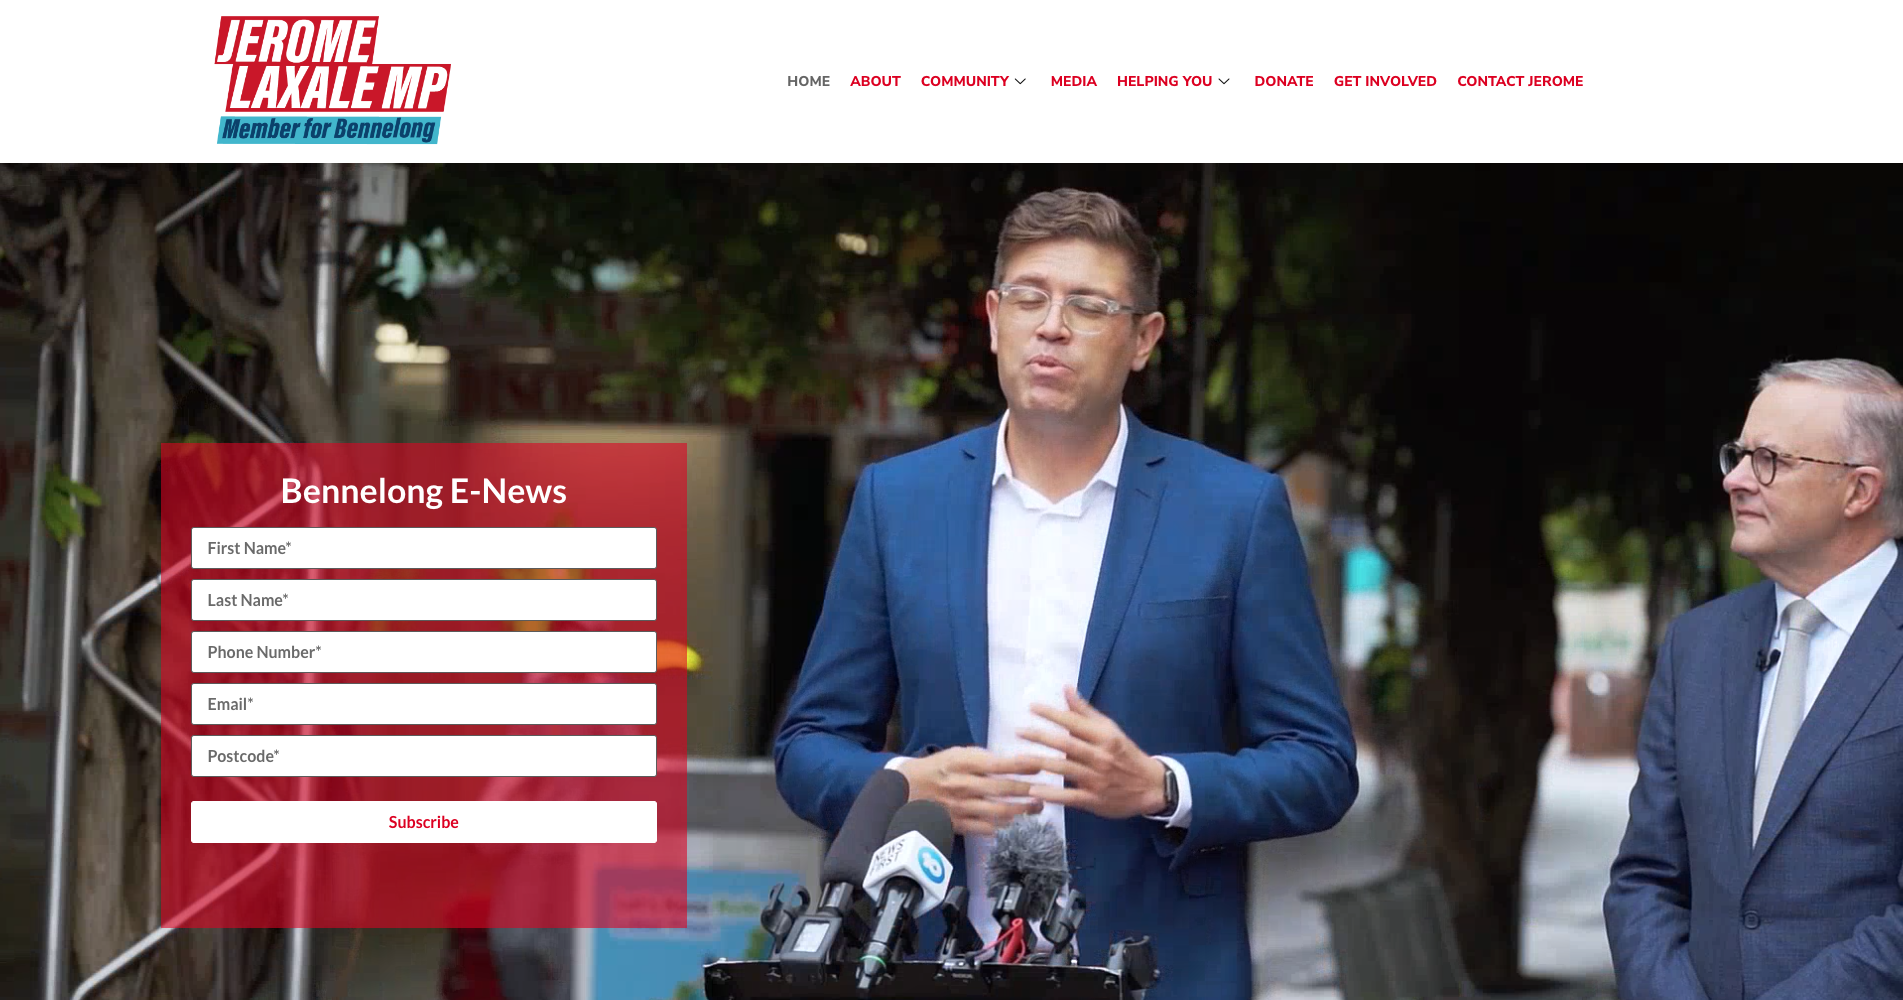 JEROME
LAXALE MP
Member for Bennelong
HOME ABOUT COMMUNITY MEDIA HELPING YOU DONATE GET INVOLVED CONTACT JEROME
Bennelong E-News
First Name*
Last Name*
Phone Number*
Email*
Postcode*
Subscribe
NEWS
FIRST